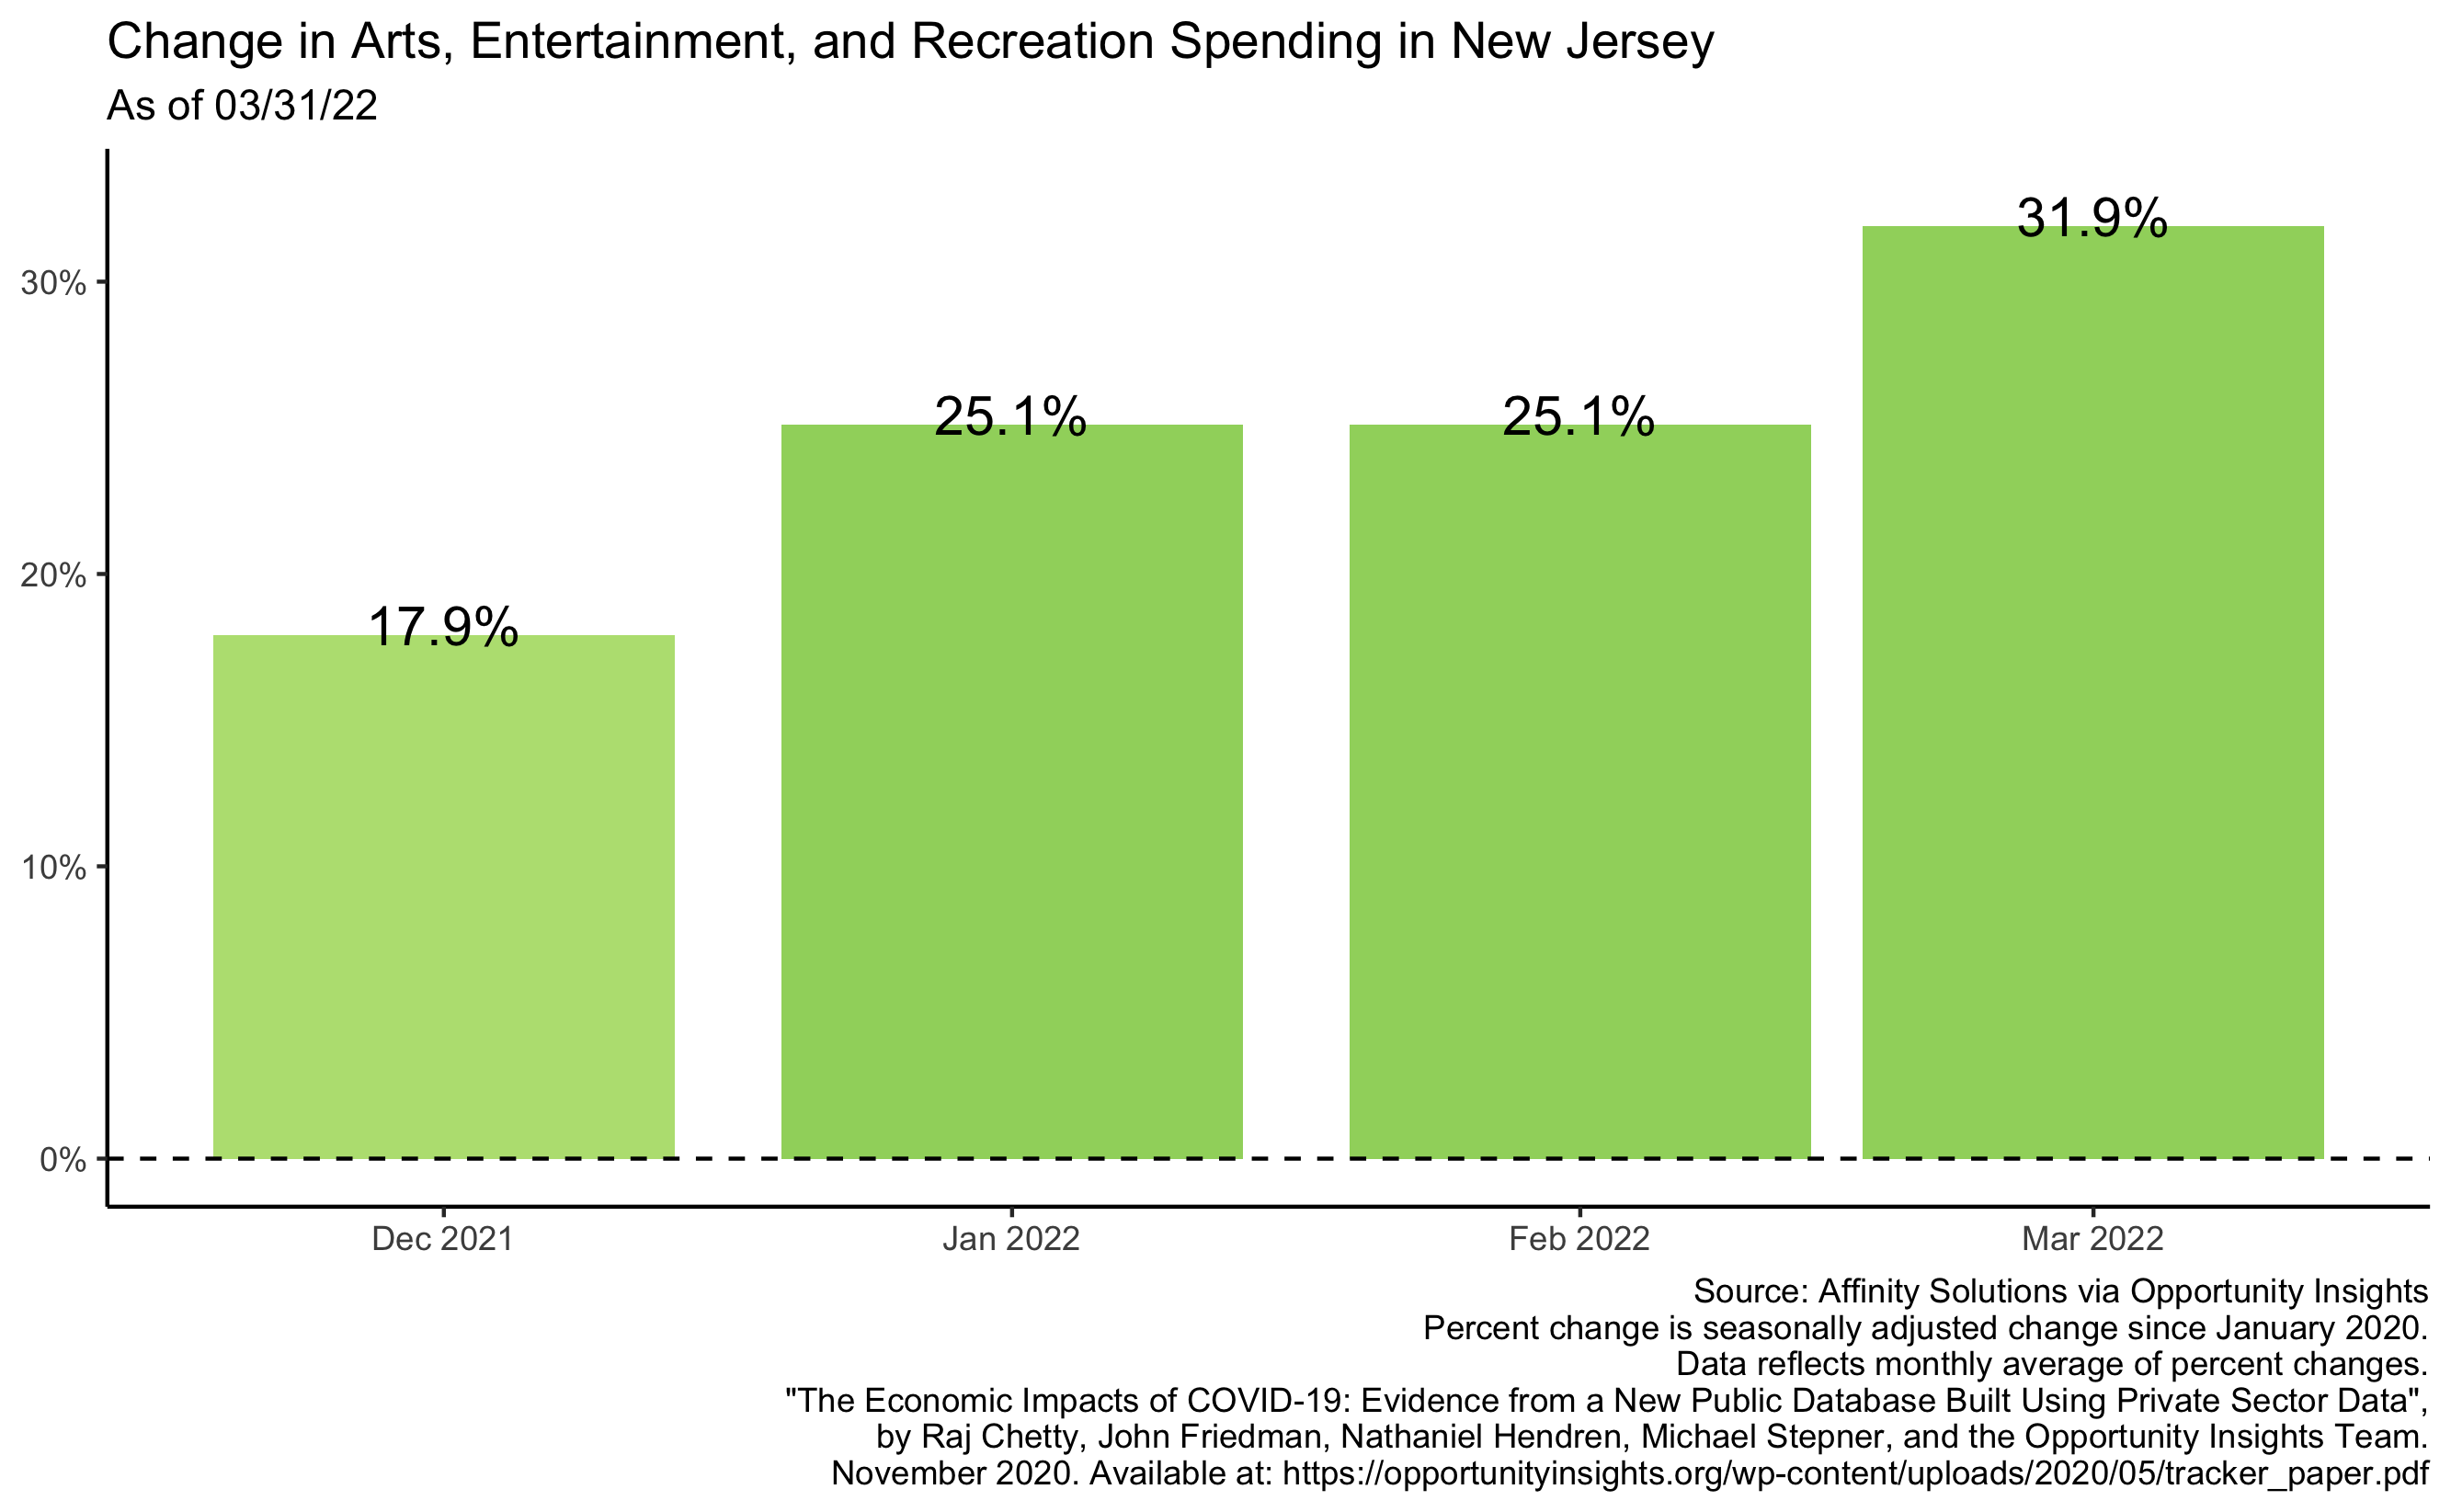 Change in Arts, Entertainment, and Recreation Spending in New Jersey
As of 03/31/22
31.9%
30%
25.1%
25.1%
20%
17.9%
10%
0%
Dec 2021
Jan 2022
Feb 2022
Mar 2022
Source: Affinity Solutions via Opportunity Insights
Percent change is seasonally adjusted change since January 2020.
Data reflects monthly average of percent changes.
"The Economic Impacts of COVID-19: Evidence from a New Public Database Built Using Private Sector Data",
by Raj Chetty, John Friedman, Nathaniel Hendren, Michael Stepner, and the Opportunity Insights Team.
November 2020. Available at: https://opportunityinsights.org/wp-content/uploads/2020/05/tracker_paper.pdf